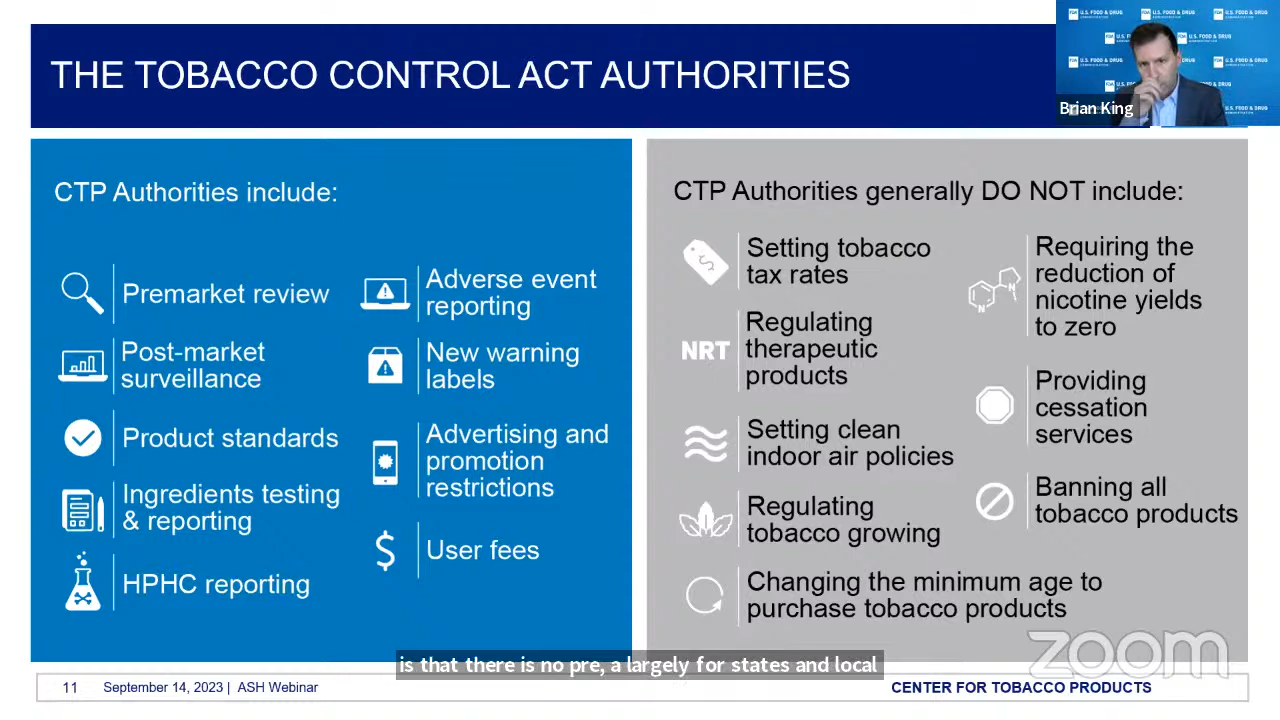 THE TOBACCO CONTROL ACT AUTHORITIES
Brian King
CTP Authorities include:
Premarket review
Post-market
surveillance
Product standards
Ingredients testing
& reporting
HPHC reporting
Adverse event
reporting
New warning
labels
Advertising and
promotion
restrictions
$
User fees
CTP Authorities generally DO NOT include:
$
Setting tobacco
tax rates
NRT
Regulating
therapeutic
products
Setting clean
indoor air policies
Regulating
tobacco growing
Changing the minimum age to
purchase tobacco products
N
N
Requiring the
reduction of
nicotine yields
to zero
Providing
cessation
services
Banning all
tobacco products
zoom
is that there is no pre, a largely for states and local
11 September 14, 2023 | ASH Webinar
CENTER FOR TOBACCO PRODUCTS